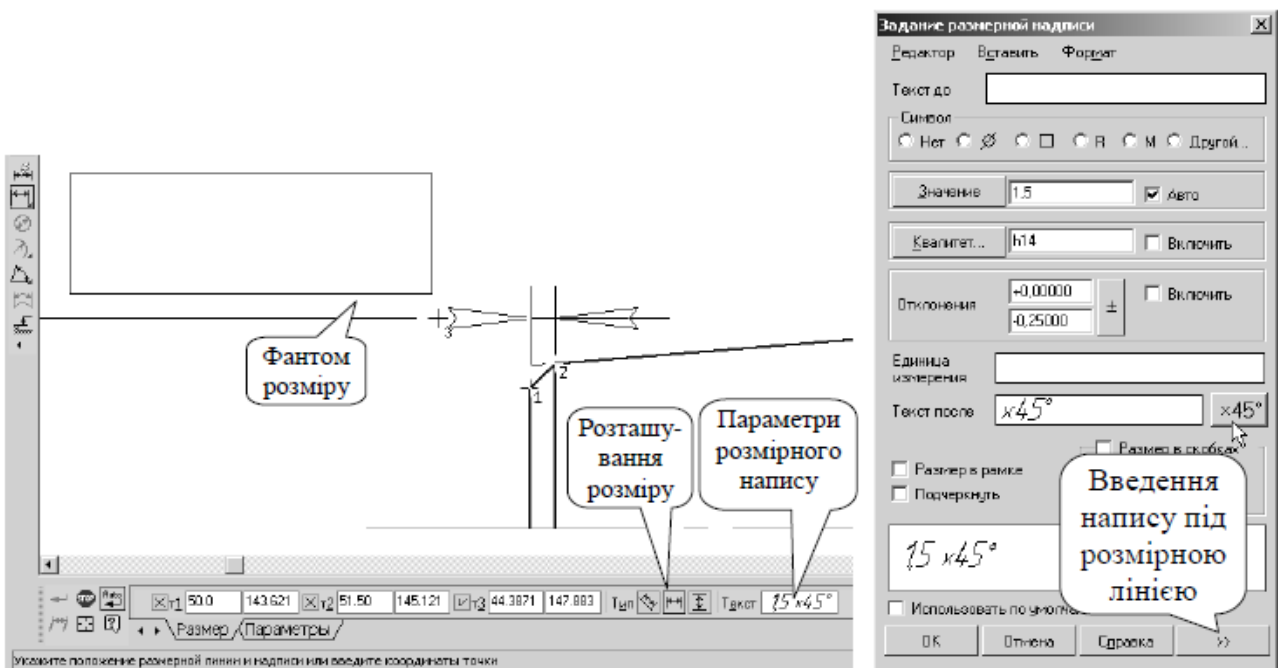 Фантом
розміру
3
2
1
Розташу-
вання
розміру
Параметри
розмірного
напису
т1 50.0 143.621 т2 51.50 145.121 т3 44.3871 147.883 Тип Текст 1,5 x45°
Размер Параметры
Укажите положение размерной линии и надписи или введите координаты точки
Задание размерной надписи
Редактор Вставить Формат
Текст до
Символ
Нет Ø R M Другой...
Значение 1.5 Авто
Квалитет... h14 Включить
Отклонения
+0,00000
-0,25000
± Включить
Единица
измерения
Текст после x45° ×45°
Размер в скобках
Размер в рамке
Подчеркнуть
Введення
напису під
розмірною
лінією
1,5 x45°
Использовать по
OK Отмена Справка >>